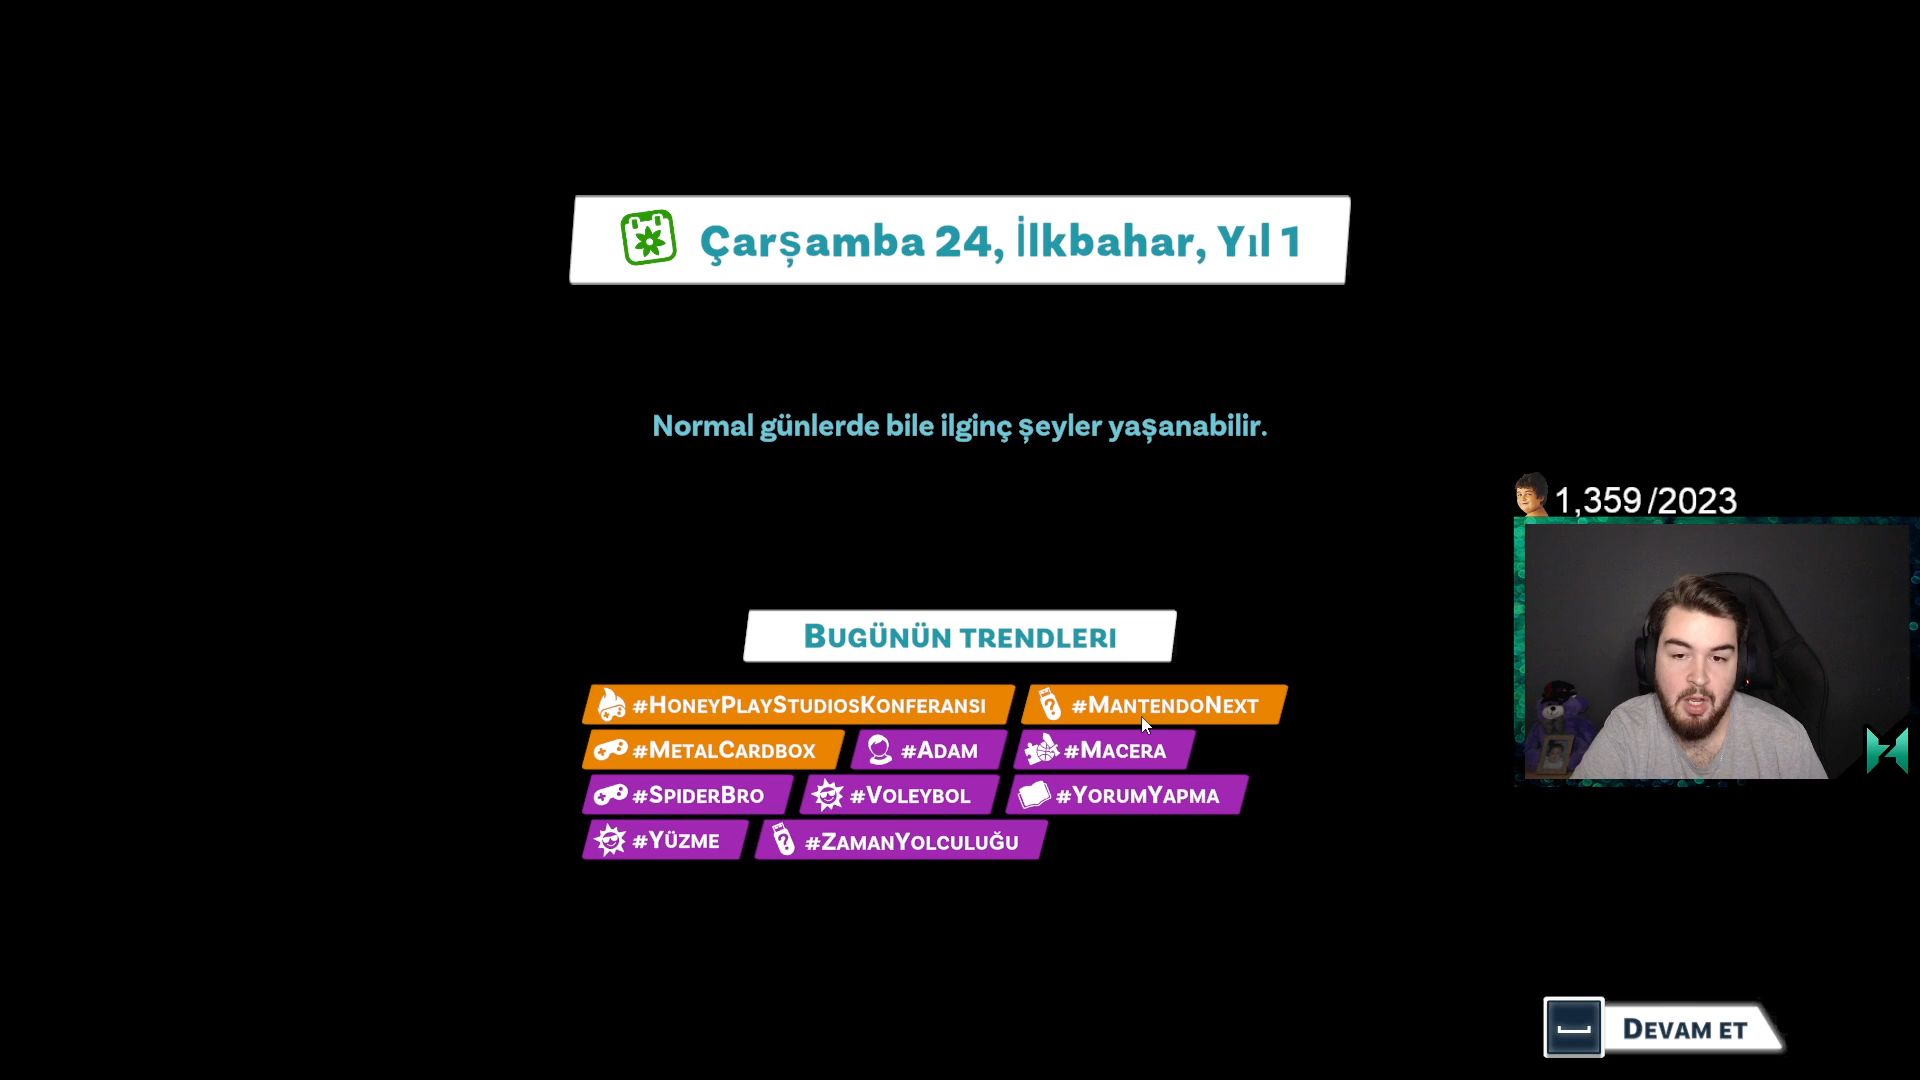 Çarşamba 24, İlkbahar, Yıl 1
Normal günlerde bile ilginç şeyler yaşanabilir.
1,359 /2023
BUGÜNÜN TRENDLERI
#HONEYPLAYSTUDIOSKONFERANSI #MANTENDONEXT
#METALCARDBOX #ADAM #MACERA
#SPIDERBRO #VOLEYBOL #YORUMYAPMA
#YÜZME #ZAMANYOLCULUĞU
DEVAM ET